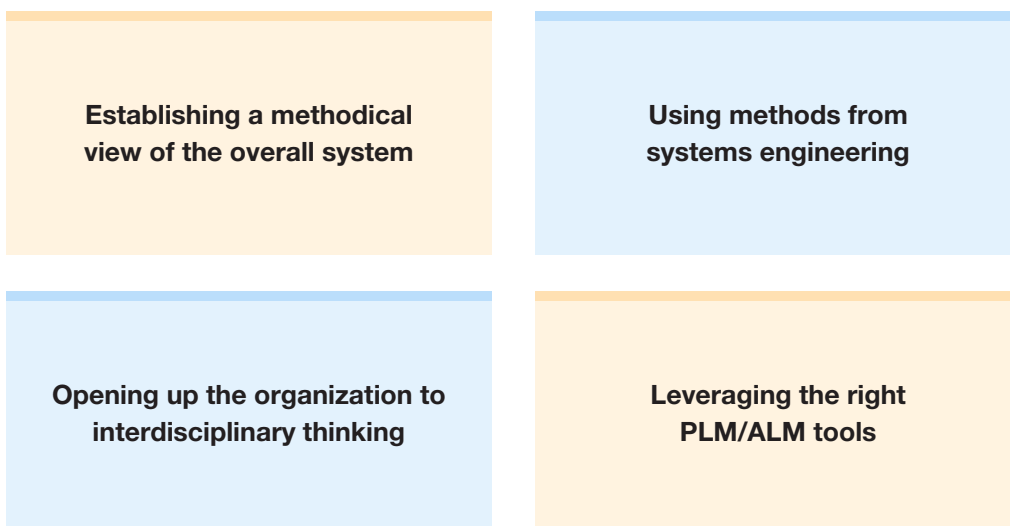 Establishing a methodical
view of the overall system
Using methods from
systems engineering
Opening up the organization to
interdisciplinary thinking
Leveraging the right
PLM/ALM tools